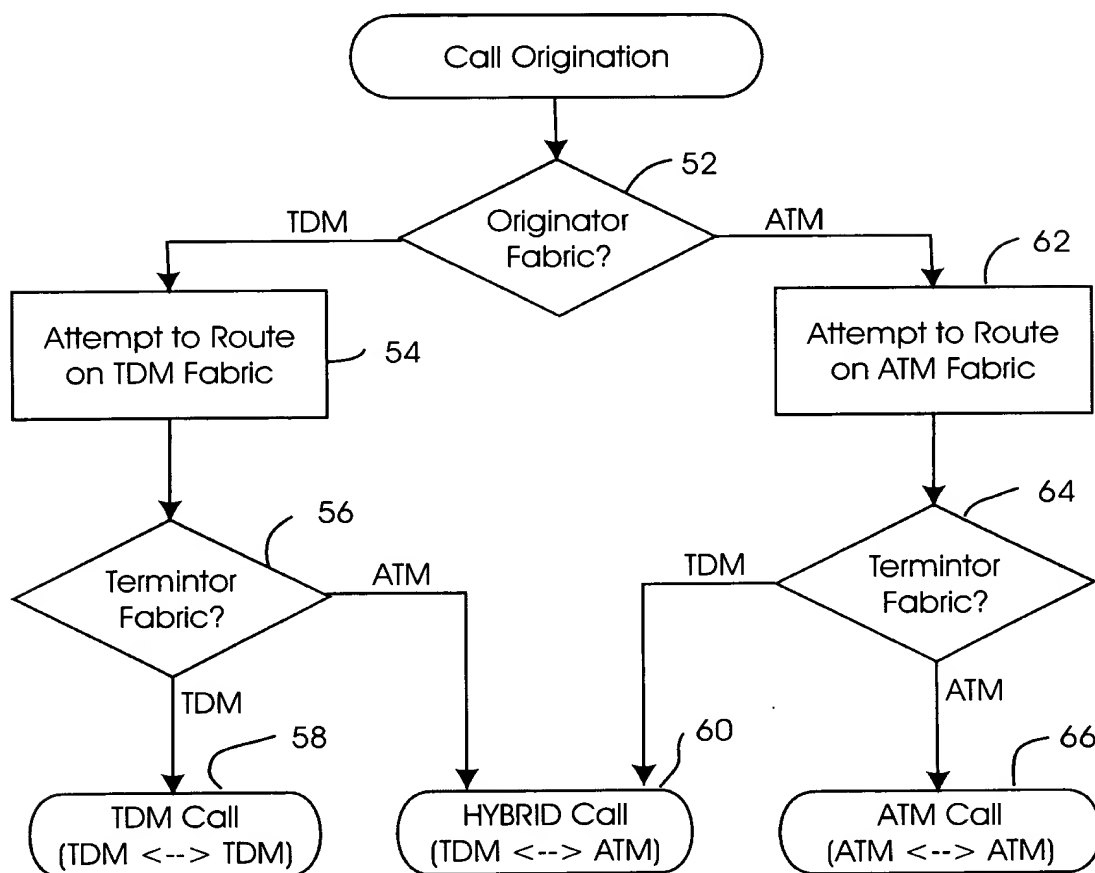 Call Origination
52
TDM
Originator
Fabric?
ATM
62
Attempt to Route
on TDM Fabric
54
Attempt to Route
on ATM Fabric
56
64
Termintor
Fabric?
ATM
TDM
Termintor
Fabric?
TDM
ATM
58
60
66
TDM Call
(TDM <--> TDM)
HYBRID Call
(TDM <--> ATM)
ATM Call
(ATM <--> ATM)